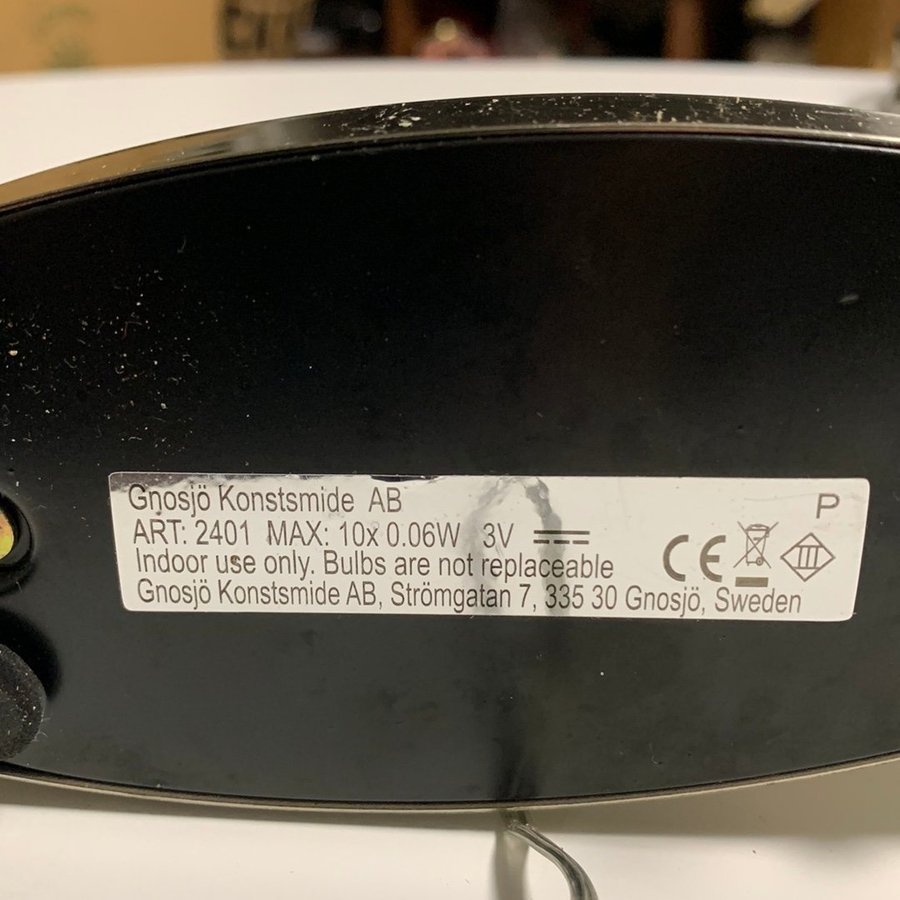 Gnosjö Konstsmide AB
P
ART: 2401 MAX: 10x 0.06W 3V
Indoor use only. Bulbs are not replaceable
CE
III
Gnosjö Konstsmide AB, Strömgatan 7, 335 30 Gnosjö, Sweden